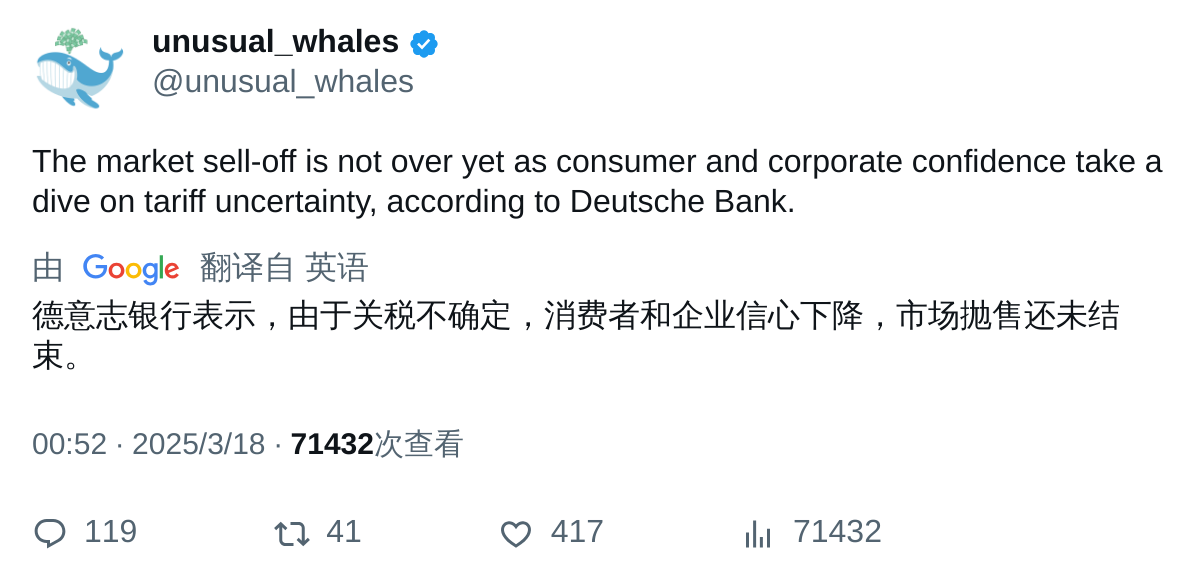 unusual_whales
@unusual_whales
The market sell-off is not over yet as consumer and corporate confidence take a
dive on tariff uncertainty, according to Deutsche Bank.
由 Google 翻译自 英语
德意志银行表示，由于关税不确定，消费者和企业信心下降，市场抛售还未结
束。
00:52 · 2025/3/18 · 71432次查看
119 41 417 71432